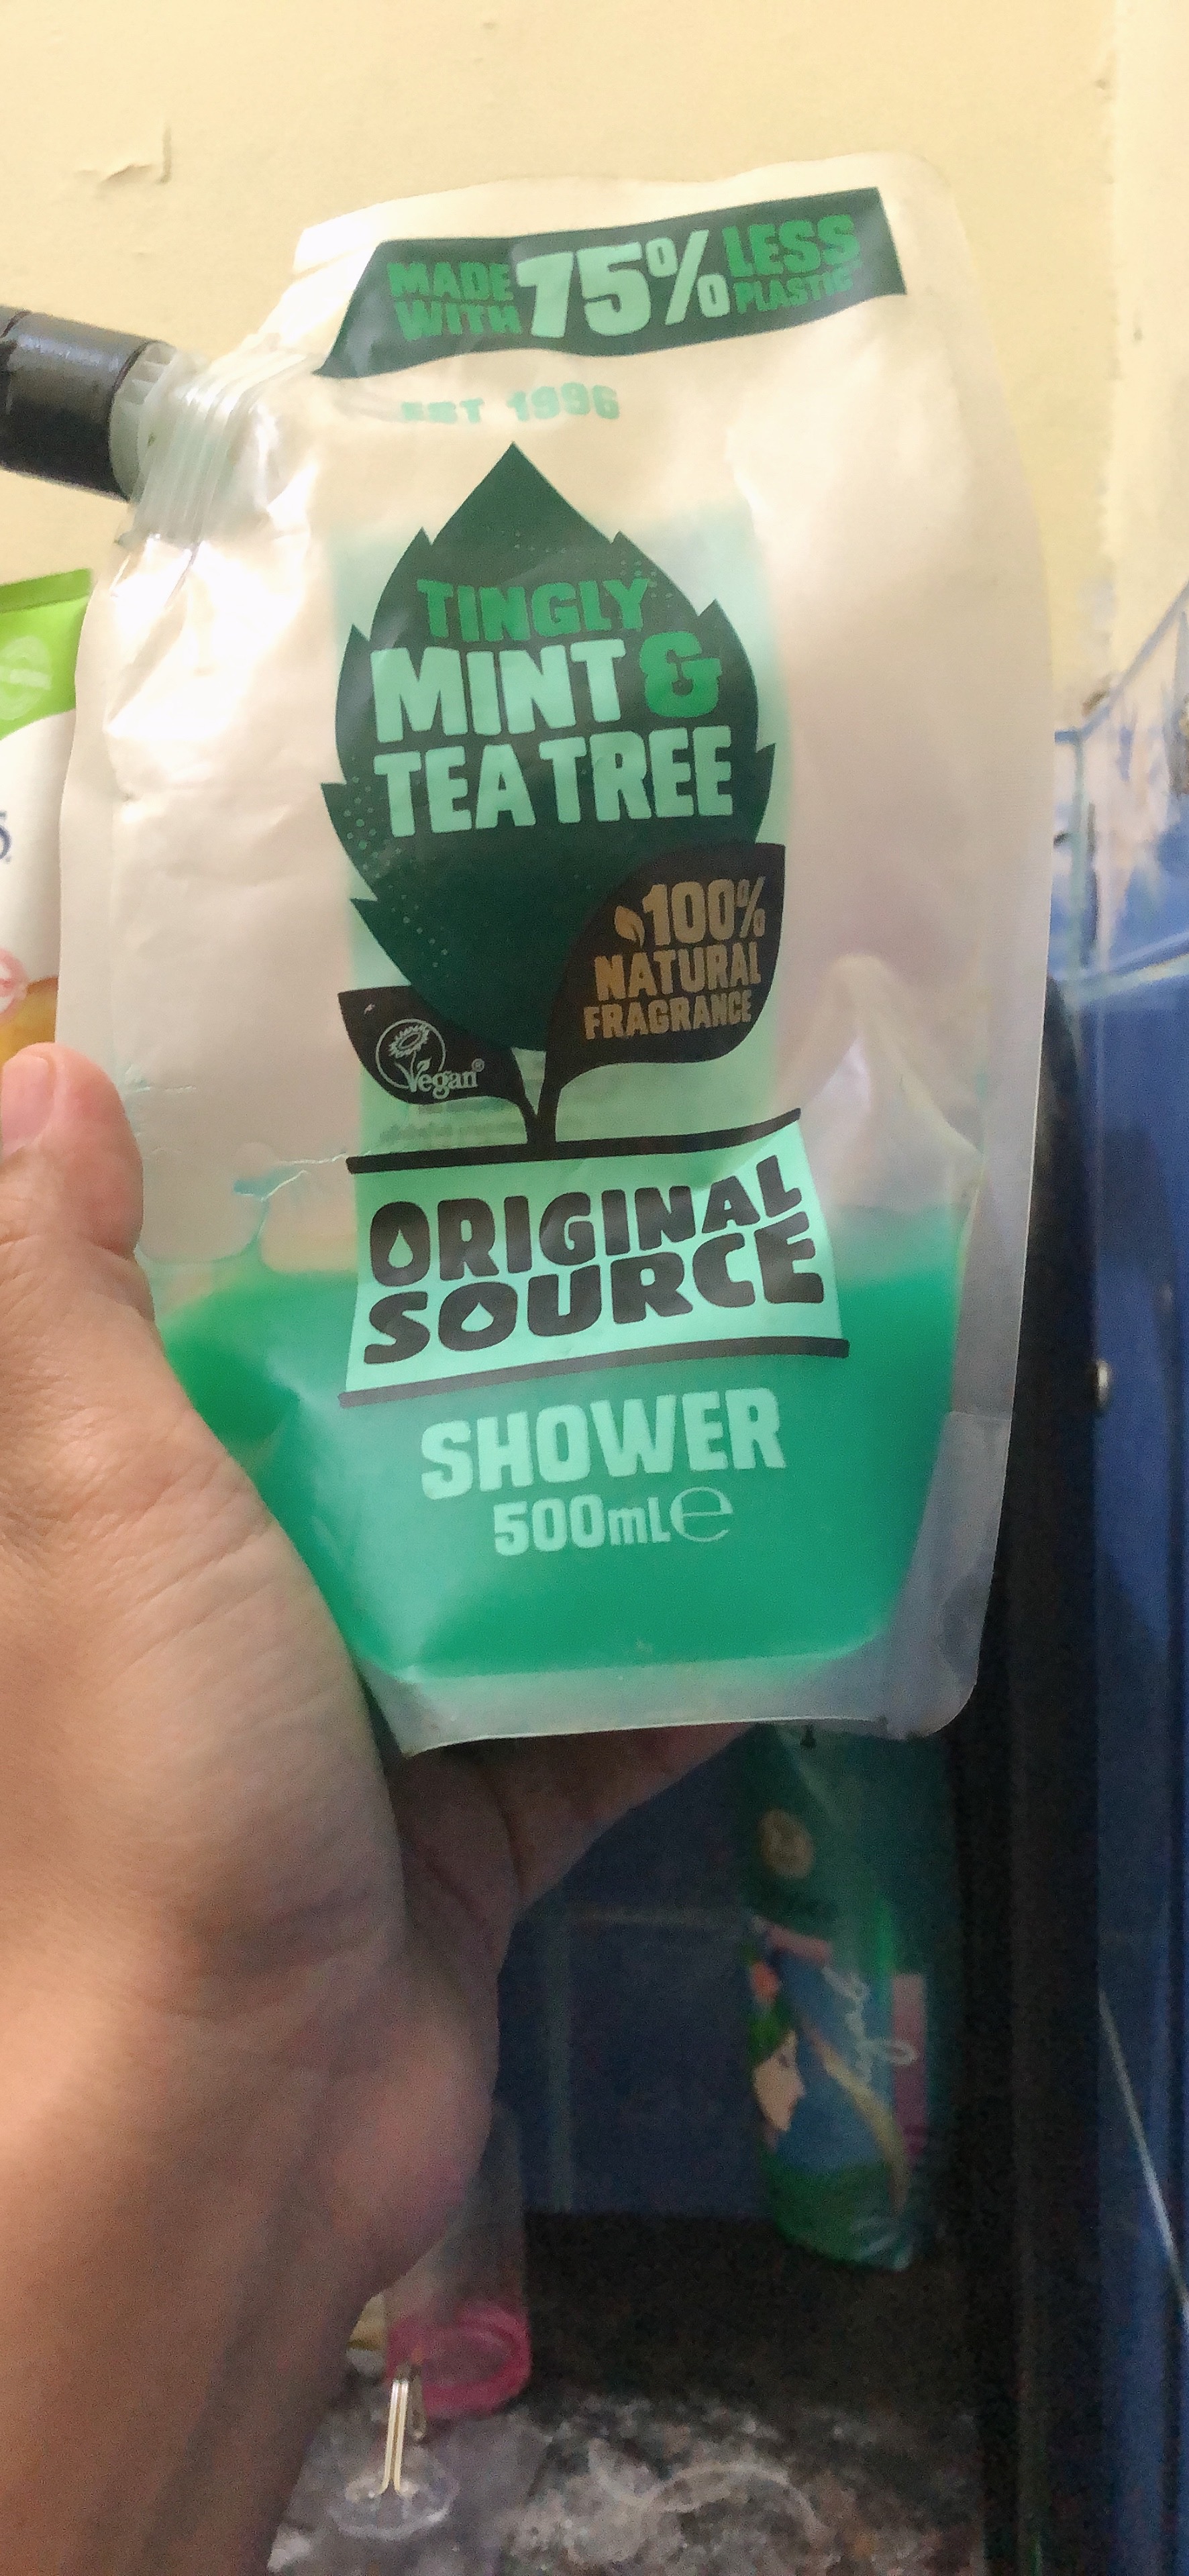 MADE WITH 75% LESS PLASTIC
EST 1996
TINGLY
MINT &
TEA TREE
100%
NATURAL
FRAGRANCE
Vegan®
ORIGINAL
SOURCE
SHOWER
500mL e